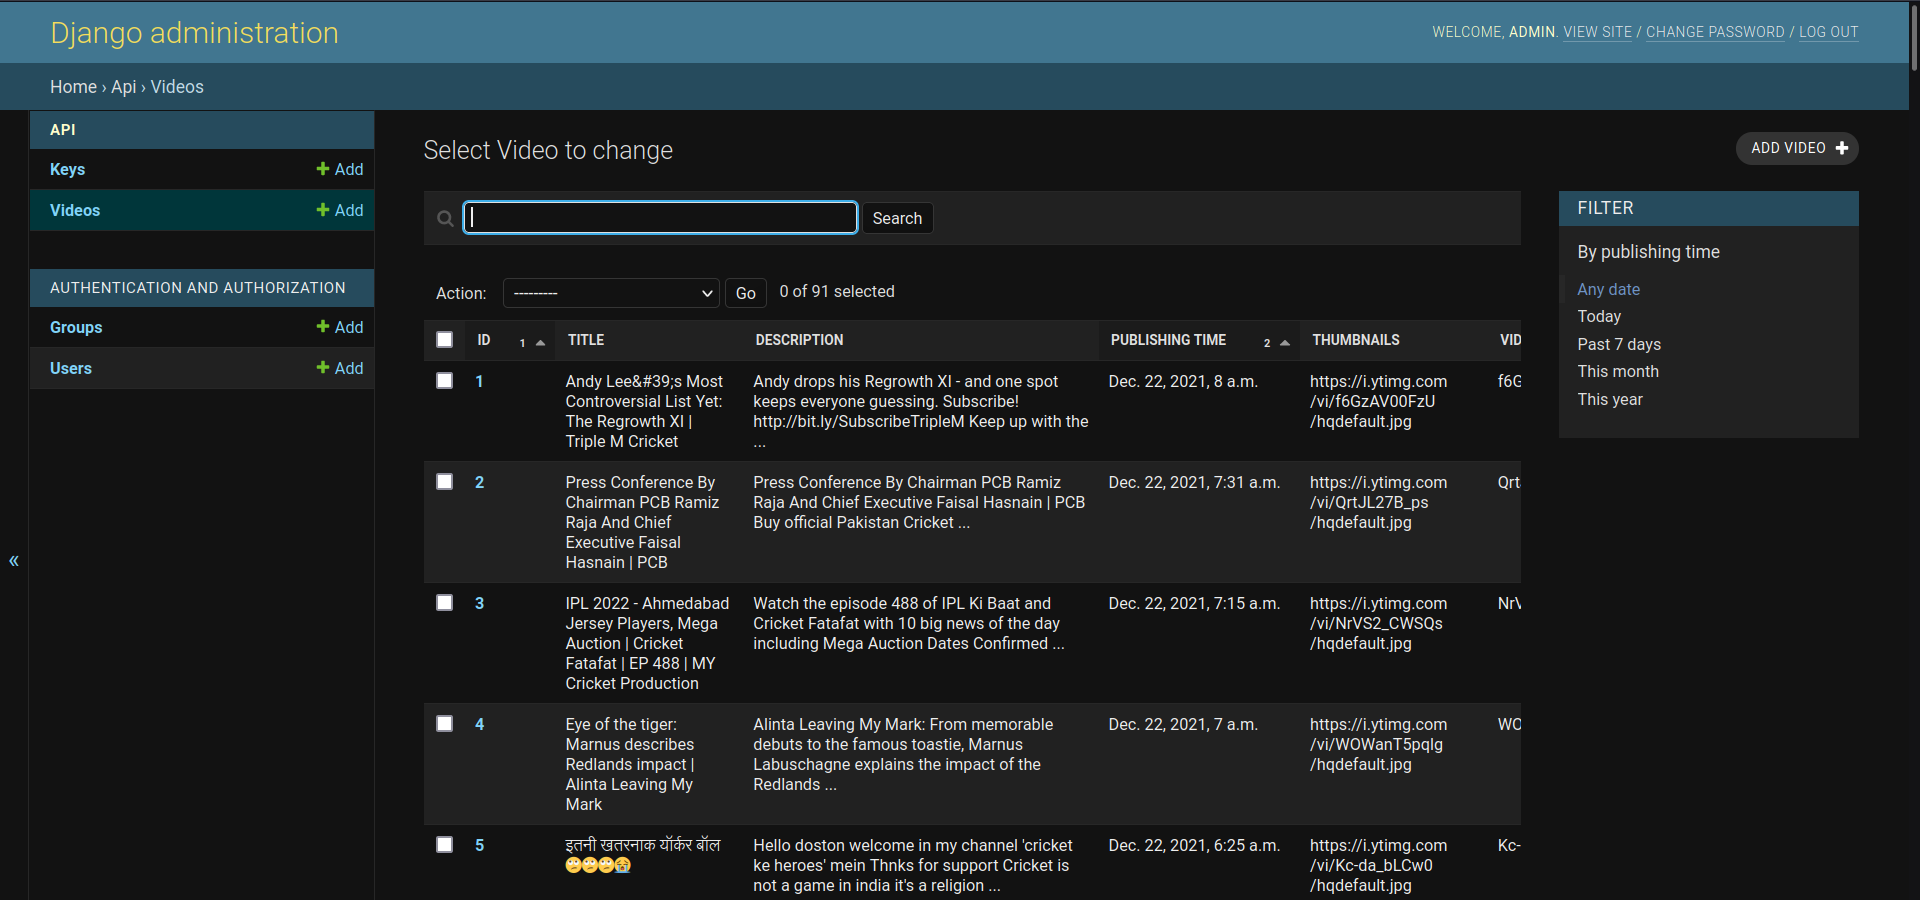 Django administration
WELCOME, ADMIN. VIEW SITE / CHANGE PASSWORD / LOG OUT
Home › Api › Videos
API
Keys
Add
Videos
Add
AUTHENTICATION AND AUTHORIZATION
Groups
Add
Users
Add
«
Select Video to change
ADD VIDEO
Search
Action:
---------
Go
0 of 91 selected
ID 1 TITLE DESCRIPTION PUBLISHING TIME 2 THUMBNAILS VID
1
Andy Lee&#39;s Most
Controversial List Yet:
The Regrowth XI |
Triple M Cricket
Andy drops his Regrowth XI - and one spot
keeps everyone guessing. Subscribe!
http://bit.ly/SubscribeTripleM Keep up with the
...
Dec. 22, 2021, 8 a.m.
https://i.ytimg.com
/vi/f6GzAV00FzU
/hqdefault.jpg
f6G
2
Press Conference By
Chairman PCB Ramiz
Raja And Chief
Executive Faisal
Hasnain | PCB
Press Conference By Chairman PCB Ramiz
Raja And Chief Executive Faisal Hasnain | PCB
Buy official Pakistan Cricket ...
Dec. 22, 2021, 7:31 a.m.
https://i.ytimg.com
/vi/QrtJL27B_ps
/hqdefault.jpg
Qrt
3
IPL 2022 - Ahmedabad
Jersey Players, Mega
Auction | Cricket
Fatafat | EP 488 | MY
Cricket Production
Watch the episode 488 of IPL Ki Baat and
Cricket Fatafat with 10 big news of the day
including Mega Auction Dates Confirmed ...
Dec. 22, 2021, 7:15 a.m.
https://i.ytimg.com
/vi/NrVS2_CWSQs
/hqdefault.jpg
NrV
4
Eye of the tiger:
Marnus describes
Redlands impact |
Alinta Leaving My
Mark
Alinta Leaving My Mark: From memorable
debuts to the famous toastie, Marnus
Labuschagne explains the impact of the
Redlands ...
Dec. 22, 2021, 7 a.m.
https://i.ytimg.com
/vi/WOWanT5pqIg
/hqdefault.jpg
WO
5
इतनी खतरनाक यॉर्कर बॉल
🙄🙄🙄😭
Hello doston welcome in my channel 'cricket
ke heroes' mein Thnks for support Cricket is
not a game in india it's a religion ...
Dec. 22, 2021, 6:25 a.m.
https://i.ytimg.com
/vi/Kc-da_bLCw0
/hqdefault.jpg
Kc-
FILTER
By publishing time
Any date
Today
Past 7 days
This month
This year